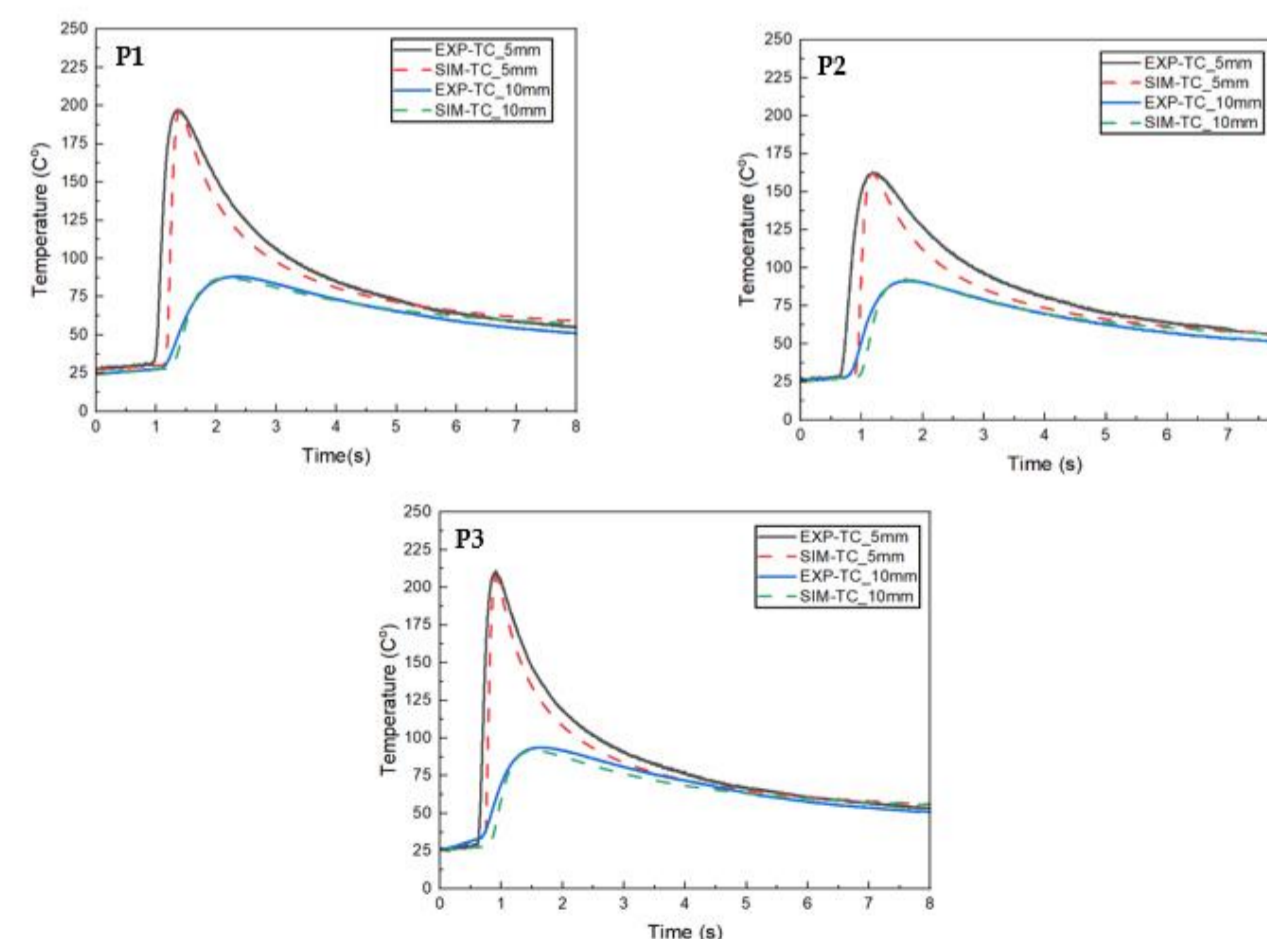 P1
EXP-TC_5mm
SIM-TC_5mm
EXP-TC_10mm
SIM-TC_10mm
250
225
200
175
150
125
100
75
50
25
0
Temperature (C⁰)
0 1 2 3 4 5 6 7 8
Time(s)
P2
EXP-TC_5mm
SIM-TC_5mm
EXP-TC_10mm
SIM-TC_10mm
250
225
200
175
150
125
100
75
50
25
0
Temoerature (C⁰)
0 1 2 3 4 5 6 7
Time (s)
P3
EXP-TC_5mm
SIM-TC_5mm
EXP-TC_10mm
SIM-TC_10mm
250
225
200
175
150
125
100
75
50
25
0
Temperature (C⁰)
0 1 2 3 4 5 6 7 8
Time (s)